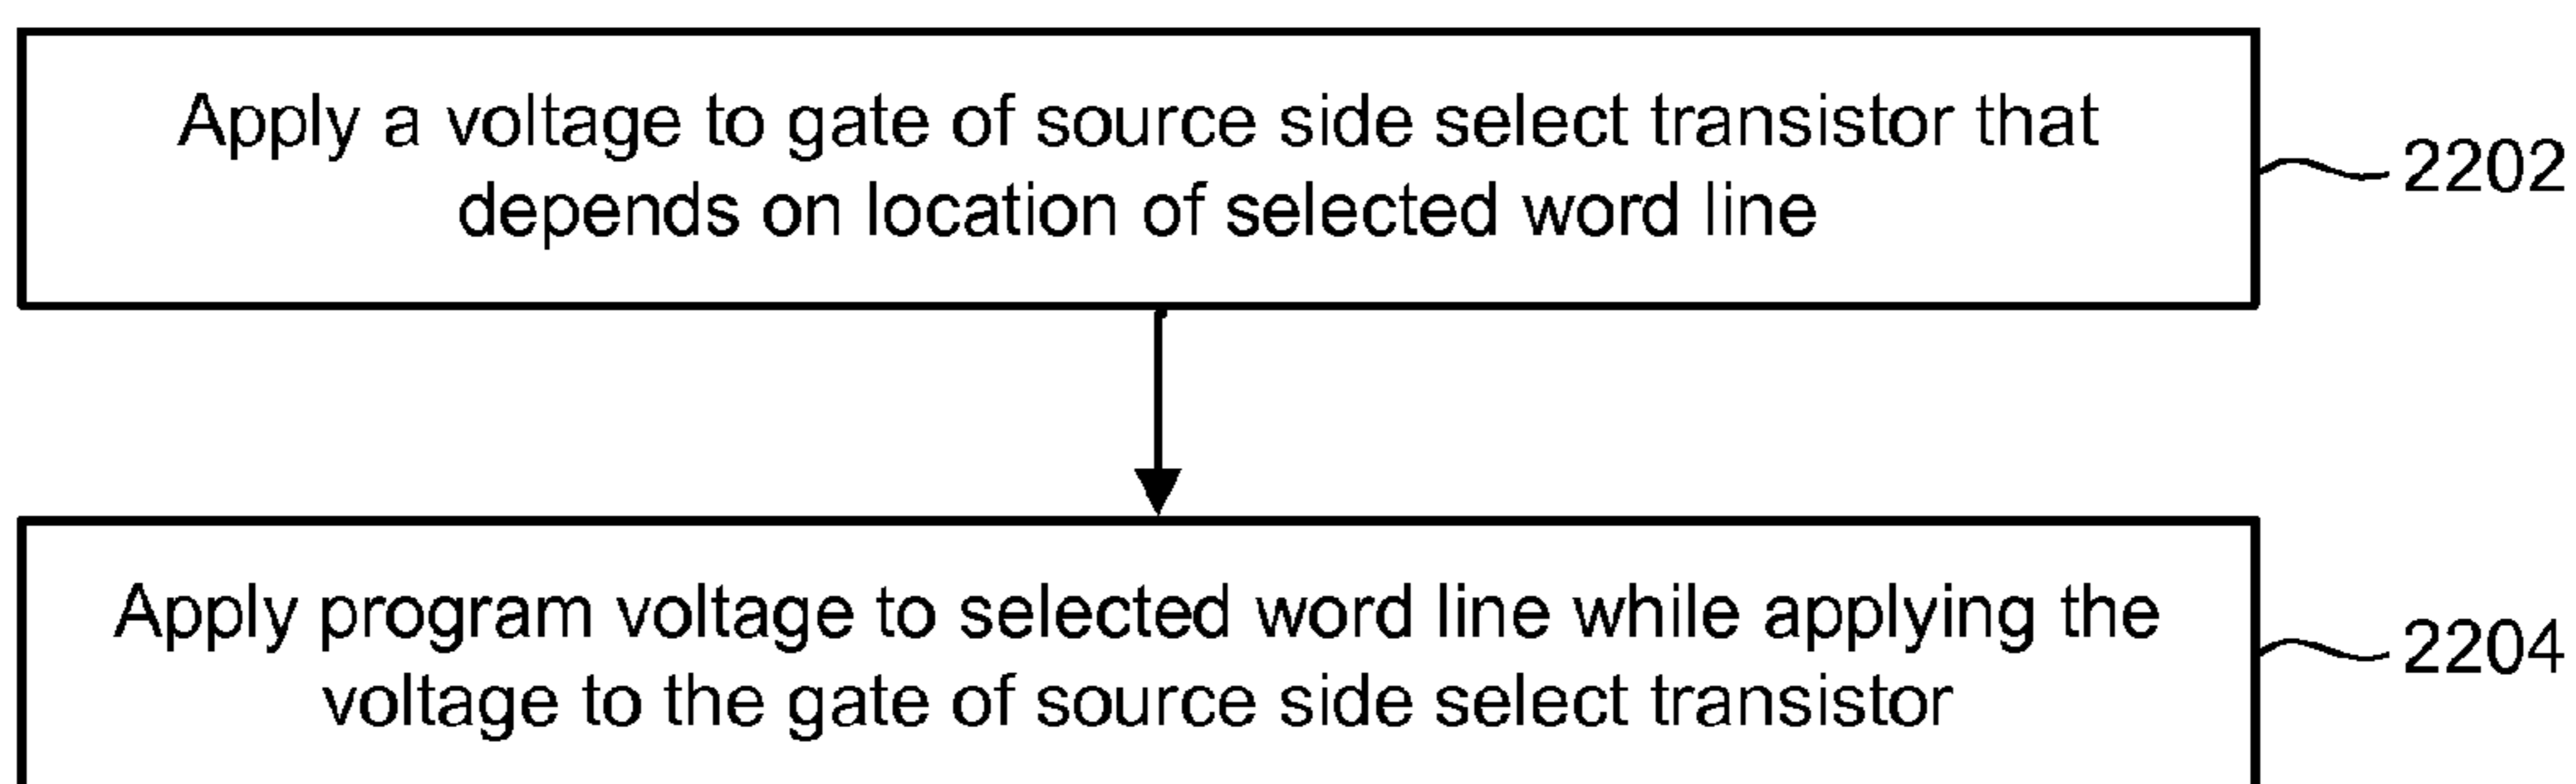 Apply a voltage to gate of source side select transistor that
depends on location of selected word line
2202
Apply program voltage to selected word line while applying the
voltage to the gate of source side select transistor
2204